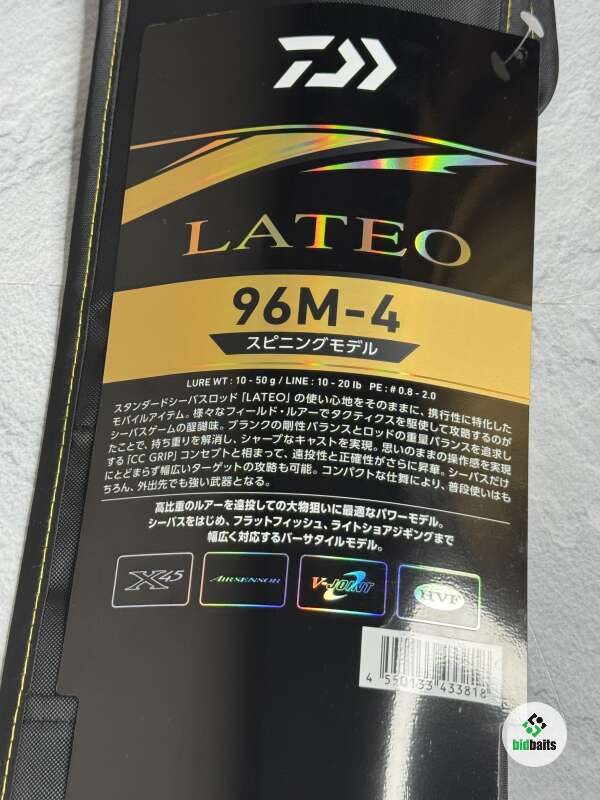 LATEO
96M-4
スピニングモデル
LURE WT : 10 - 50 g / LINE : 10 - 20 lb PE : # 0.8 - 2.0
スタンダードシーバスロッド「LATEO」の使い心地をそのままに、携行性に特化した
モバイルアイテム。様々なフィールド・ルアーでタクティクスを駆使して攻略するのが
シーバスゲームの醍醐味。ブランクの剛性バランスとロッドの重量バランスを追求し
たことで、持ち重りを解消し、シャープなキャストを実現。思いのままの操作感を実現
する「CC GRIP」コンセプトと相まって、遠投性と正確性がさらに昇華。シーバスだけ
にとどまらず幅広いターゲットの攻略も可能。コンパクトな仕舞により、普段使いはも
ちろん、外出先でも強い武器となる。
高比重のルアーを遠投しての大物狙いに最適なパワーモデル。
シーバスをはじめ、フラットフィッシュ、ライトショアジギングまで
幅広く対応するバーサタイルモデル。
X45 AIRSENSOR V-JOINT HVF
4 550133 433818
bidbaits